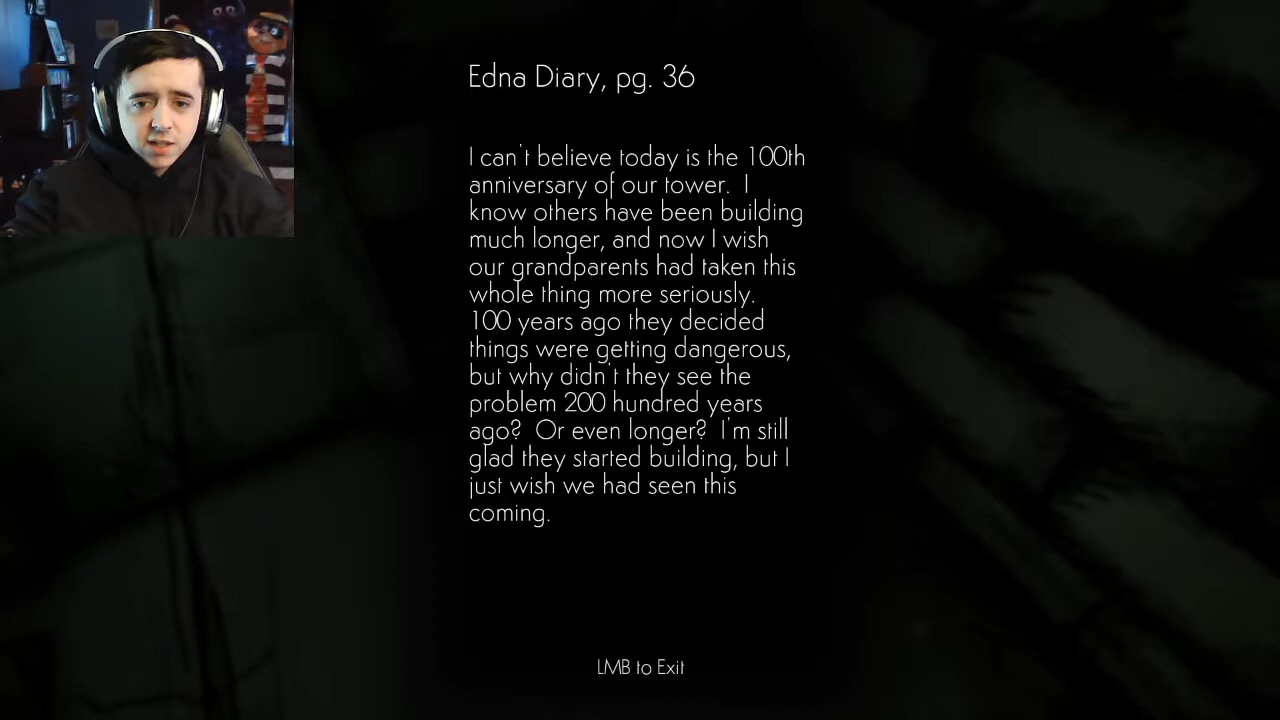 Edna Diary, pg. 36
I can't believe today is the 100th
anniversary of our tower.  I
know others have been building
much longer, and now I wish
our grandparents had taken this
whole thing more seriously.
100 years ago they decided
things were getting dangerous,
but why didn't they see the
problem 200 hundred years
ago?  Or even longer?  I'm still
glad they started building, but I
just wish we had seen this
coming.
LMB to Exit